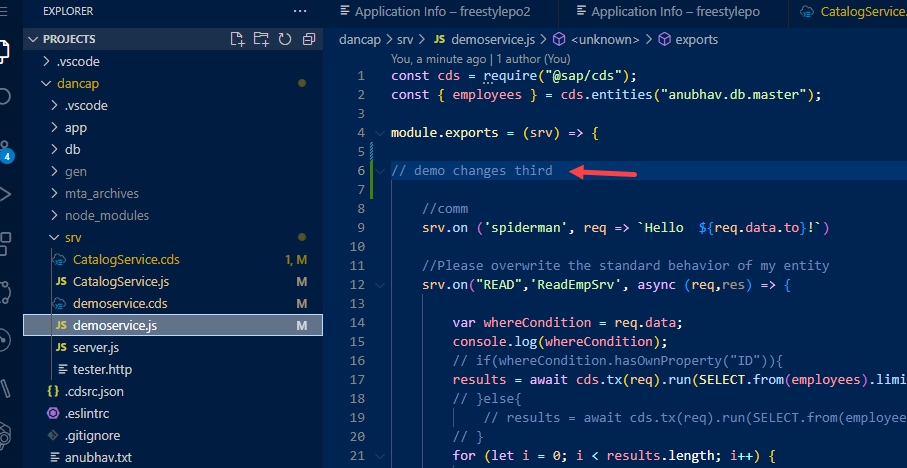 EXPLORER ...
Application Info – freestylepo2
Application Info – freestylepo
CatalogService.
PROJECTS
.vscode
dancap
.vscode
app
db
gen
mta_archives
node_modules
srv
CatalogService.cds 1, M
JS CatalogService.js M
demoservice.cds M
JS demoservice.js M
JS server.js
tester.http
{ } .cdsrc.json
.eslintrc
.gitignore
anubhav.txt
4
dancap > srv > JS demoservice.js > <unknown> > exports
You, a minute ago | 1 author (You)
1 const cds = require("@sap/cds");
2 const { employees } = cds.entities("anubhav.db.master");
3
4 module.exports = (srv) => {
5
6 // demo changes third
7
8 //comm
9 srv.on ('spiderman', req => `Hello ${req.data.to}!`)
10
11 //Please overwrite the standard behavior of my entity
12 srv.on("READ",'ReadEmpSrv', async (req,res) => {
13
14 var whereCondition = req.data;
15 console.log(whereCondition);
16 // if(whereCondition.hasOwnProperty("ID")){
17 results = await cds.tx(req).run(SELECT.from(employees).limi
18 // }else{
19 // results = await cds.tx(req).run(SELECT.from(employee
20 // }
21 for (let i = 0; i < results.length; i++) {